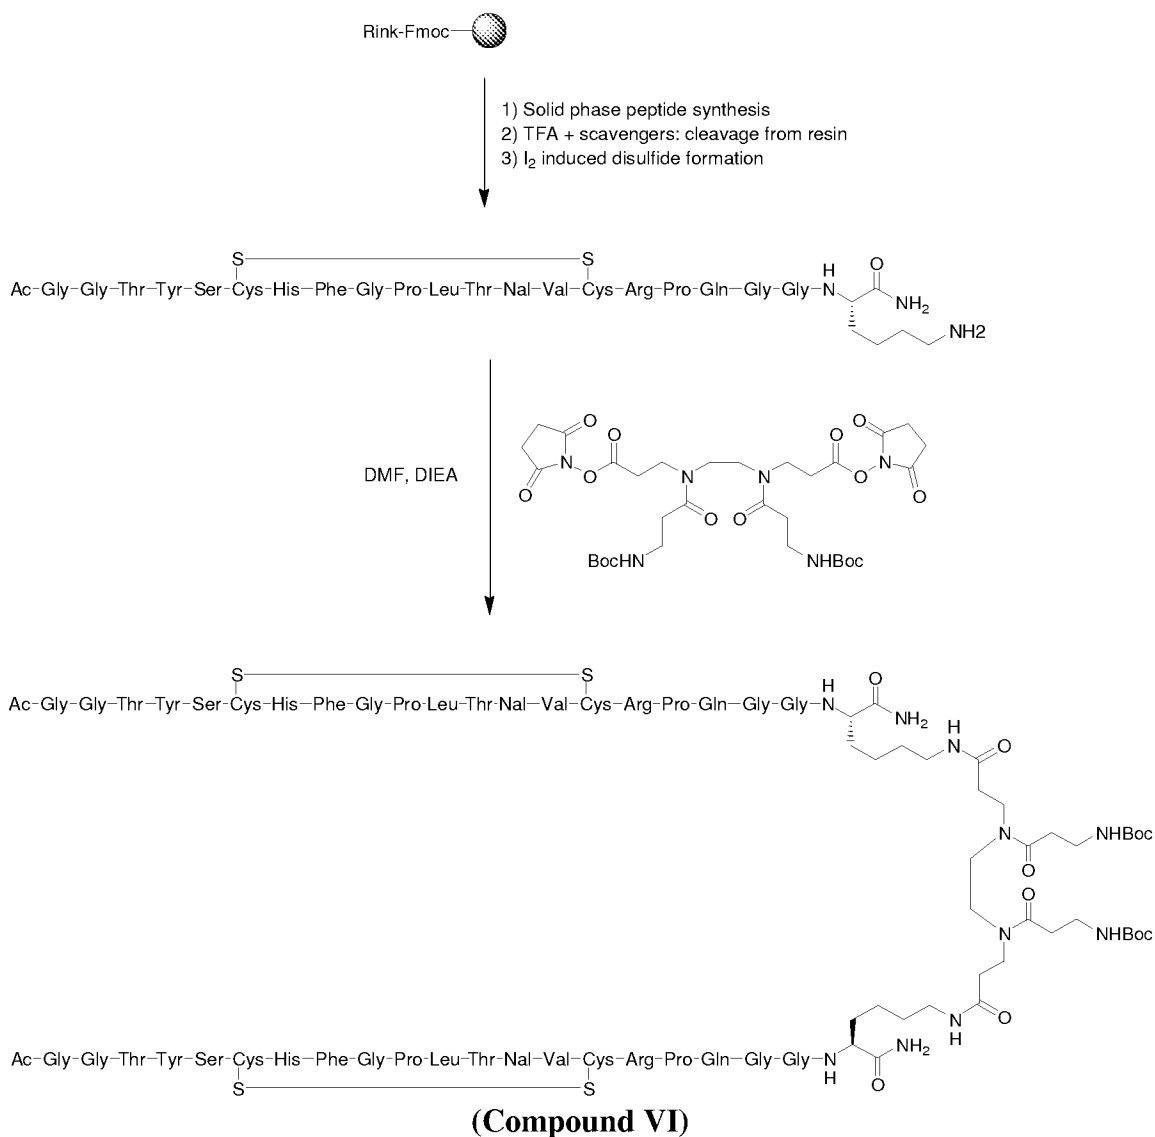 Rink-Fmoc
1) Solid phase peptide synthesis
2) TFA + scavengers: cleavage from resin
3) I2 induced disulfide formation
S S
Ac-Gly-Gly-Thr-Tyr-Ser-Cys-His-Phe-Gly-Pro-Leu-Thr-Nal-Val-Cys-Arg-Pro-Gln-Gly-Gly-N
H
O
NH2
NH2
DMF, DIEA
O O O O
N N
O O
O O
N N
O O
BocHN NHBoc
S S
Ac-Gly-Gly-Thr-Tyr-Ser-Cys-His-Phe-Gly-Pro-Leu-Thr-Nal-Val-Cys-Arg-Pro-Gln-Gly-Gly-N
H
O
NH2
H
N
O
N
NHBoc
O
O
N
NHBoc
O
N
H
Ac-Gly-Gly-Thr-Tyr-Ser-Cys-His-Phe-Gly-Pro-Leu-Thr-Nal-Val-Cys-Arg-Pro-Gln-Gly-Gly-N
H
NH2
O
S S
(Compound VI)